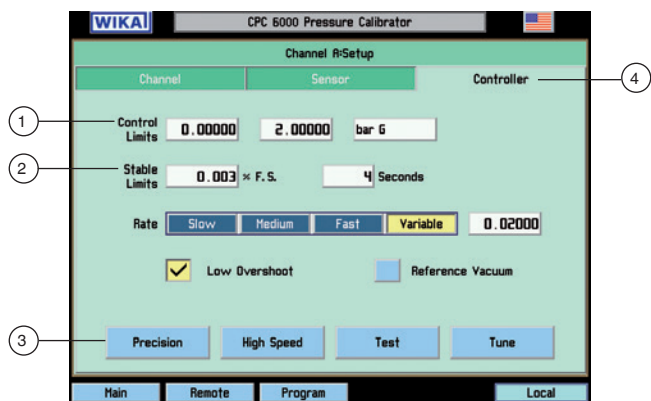 WIKA CPC 6000 Pressure Calibrator
Channel A:Setup
Channel Sensor Controller 4
1 Control Limits 0.00000 2.00000 bar G
2 Stable Limits 0.003 % F.S. 4 Seconds
Rate Slow Medium Fast Variable 0.02000
Low Overshoot Reference Vacuum
3 Precision High Speed Test Tune
Main Remote Program Local